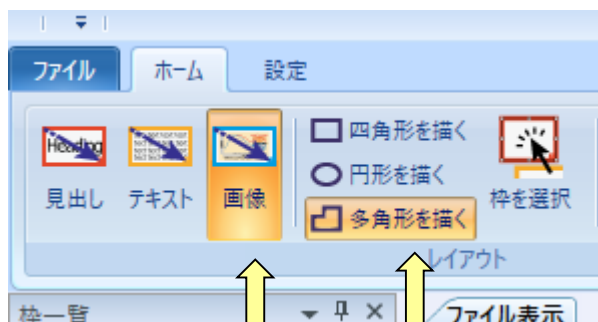 ファイル
ホーム
設定
Heading
見出し
テキスト
画像
四角形を描く
円形を描く
多角形を描く
枠を選択
レイアウト
枠一覧
ファイル表示